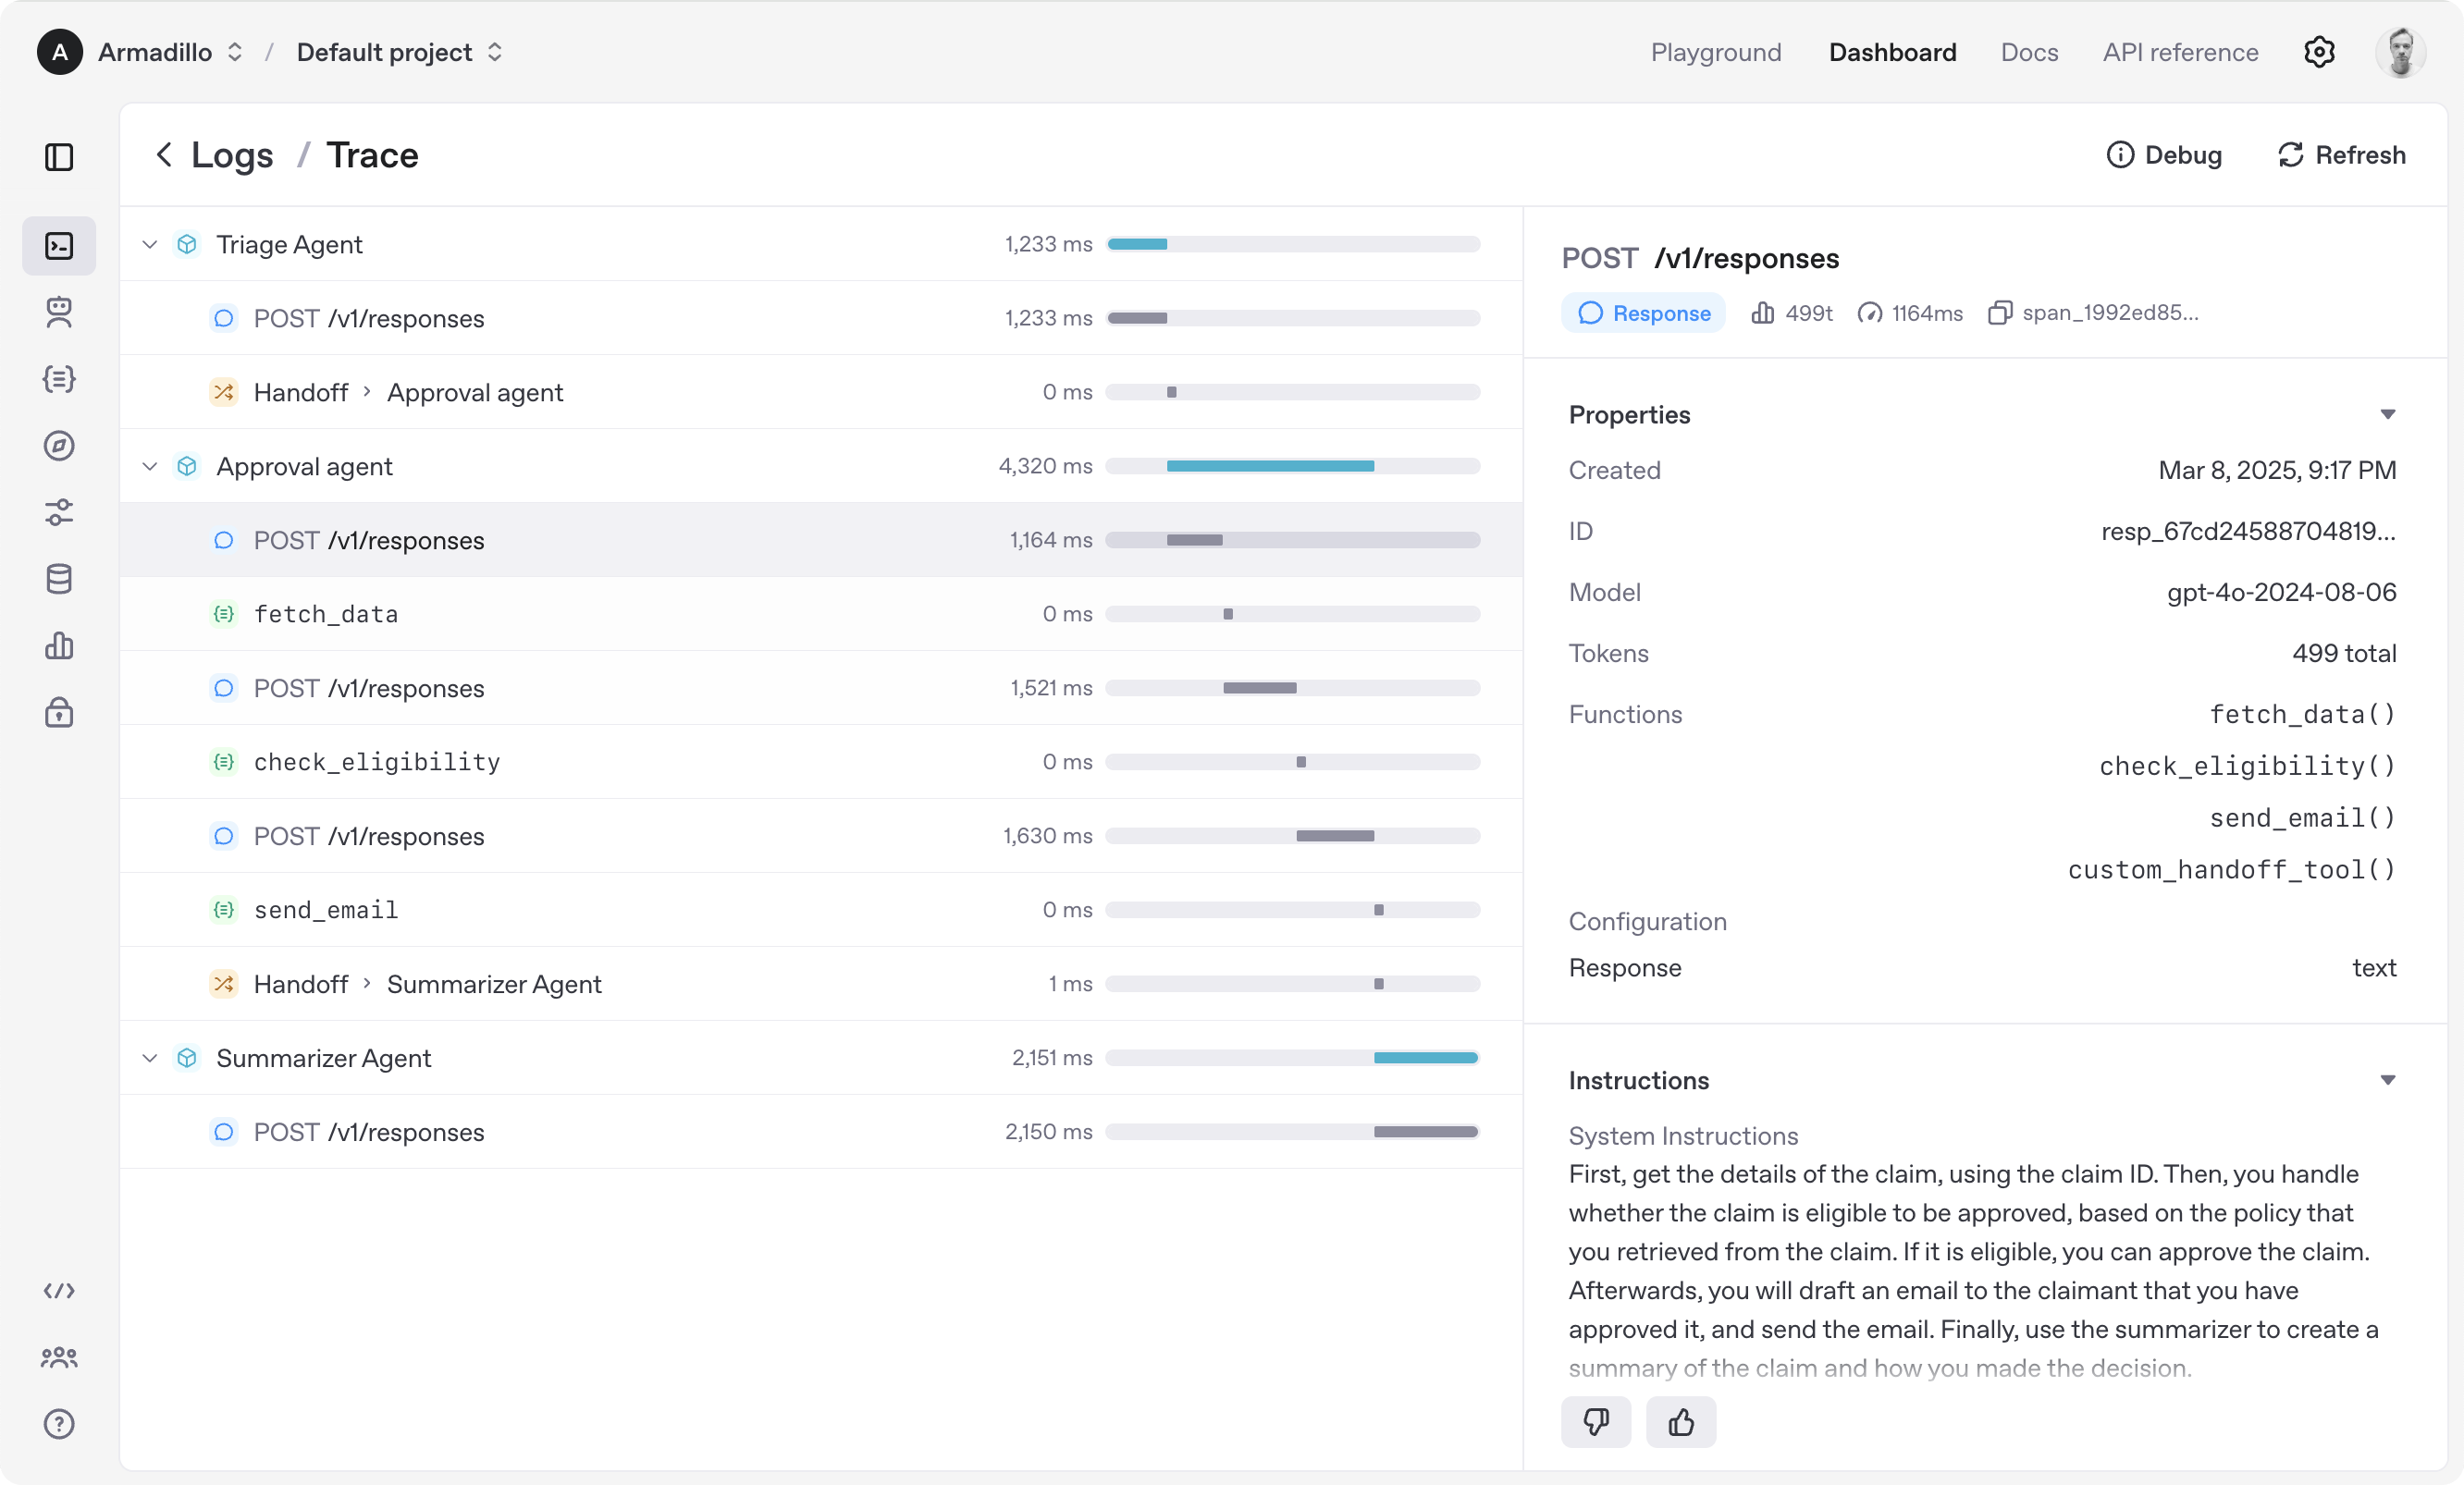 A Armadillo / Default project
Playground Dashboard Docs API reference
Logs / Trace
Debug Refresh
Triage Agent 1,233 ms
POST /v1/responses 1,233 ms
Handoff › Approval agent 0 ms
Approval agent 4,320 ms
POST /v1/responses 1,164 ms
fetch_data 0 ms
POST /v1/responses 1,521 ms
check_eligibility 0 ms
POST /v1/responses 1,630 ms
send_email 0 ms
Handoff › Summarizer Agent 1 ms
Summarizer Agent 2,151 ms
POST /v1/responses 2,150 ms
POST /v1/responses
Response 499t 1164ms span_1992ed85...
Properties
Created Mar 8, 2025, 9:17 PM
ID resp_67cd24588704819...
Model gpt-4o-2024-08-06
Tokens 499 total
Functions fetch_data()
check_eligibility()
send_email()
custom_handoff_tool()
Configuration
Response text
Instructions
System Instructions
First, get the details of the claim, using the claim ID. Then, you handle
whether the claim is eligible to be approved, based on the policy that
you retrieved from the claim. If it is eligible, you can approve the claim.
Afterwards, you will draft an email to the claimant that you have
approved it, and send the email. Finally, use the summarizer to create a
summary of the claim and how you made the decision.